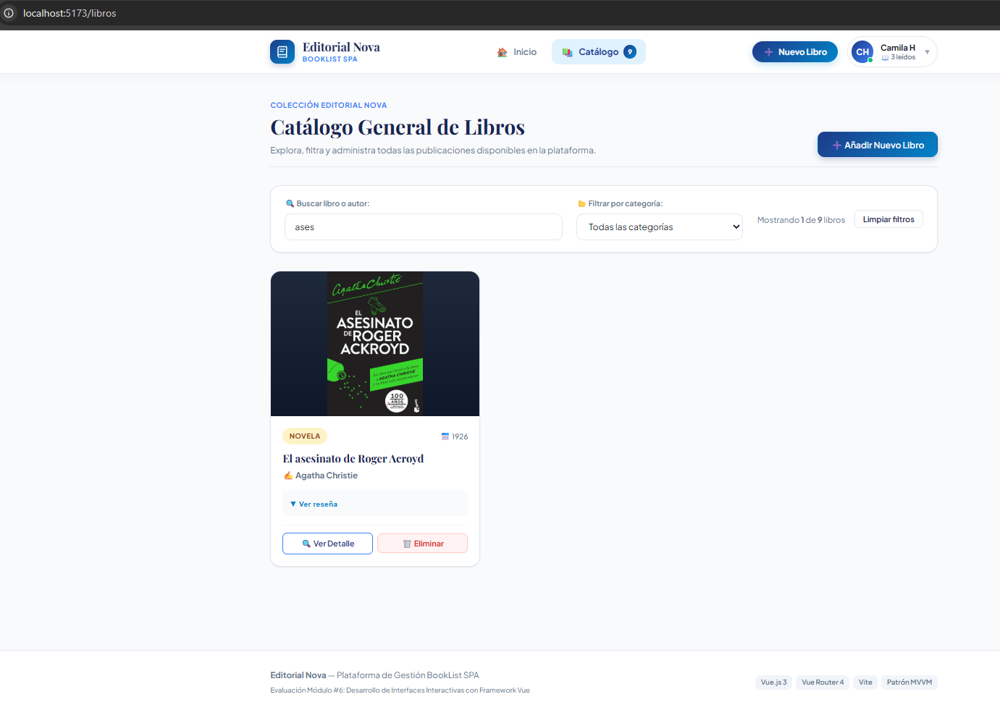 localhost:5173/libros
Editorial Nova
BOOKLIST SPA
Inicio
Catálogo 9
Nuevo Libro
CH
Camila H
3 leídos
COLECCIÓN EDITORIAL NOVA
Catálogo General de Libros
Explora, filtra y administra todas las publicaciones disponibles en la plataforma.
Añadir Nuevo Libro
Buscar libro o autor:
ases
Filtrar por categoría:
Todas las categorías
Mostrando 1 de 9 libros
Limpiar filtros
Agatha Christie
EL
ASESINATO
DE ROGER
ACKROYD
AGATHA CHRISTIE
100
AÑOS
NOVELA
1926
El asesinato de Roger Acroyd
Agatha Christie
▼ Ver reseña
Ver Detalle
Eliminar
Editorial Nova — Plataforma de Gestión BookList SPA
Evaluación Módulo #6: Desarrollo de Interfaces Interactivas con Framework Vue
Vue.js 3
Vue Router 4
Vite
Patrón MVVM